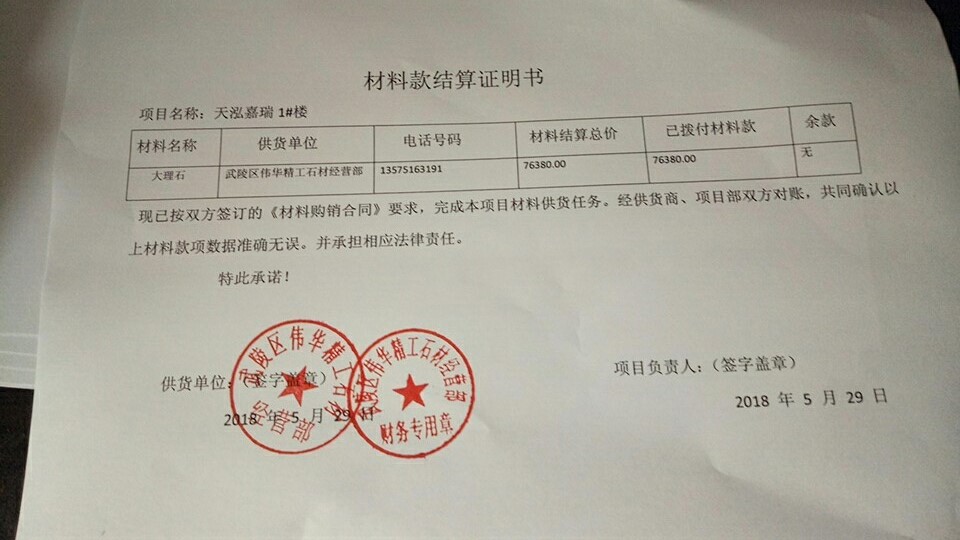 材料款结算证明书
项目名称：天泓嘉瑞1#楼
材料名称 供货单位 电话号码 材料结算总价 已拨付材料款 余款
大理石 武陵区伟华精工石材经营部 13575163191 76380.00 76380.00 无
现已按双方签订的《材料购销合同》要求，完成本项目材料供货任务。经供货商、项目部双方对账，共同确认以
上材料款项数据准确无误。并承担相应法律责任。
特此承诺！
武陵区伟华精工石材
经营部
武陵区伟华精工石材经营部
财务专用章
供货单位：（签字盖章） 项目负责人：（签字盖章）
2018 年 5 月 29 日 2018 年 5 月 29 日